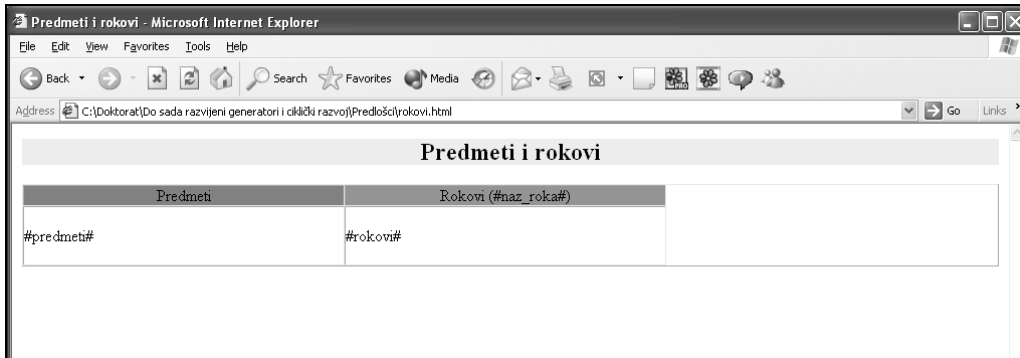 Predmeti i rokovi - Microsoft Internet Explorer
File Edit View Favorites Tools Help
Back Search Favorites Media
Address C:\Doktorat\Do sada razvijeni generatori i ciklički razvoj\Predlošci\rokovi.html Go Links
Predmeti i rokovi
Predmeti Rokovi (#naz_roka#)
#predmeti# #rokovi#